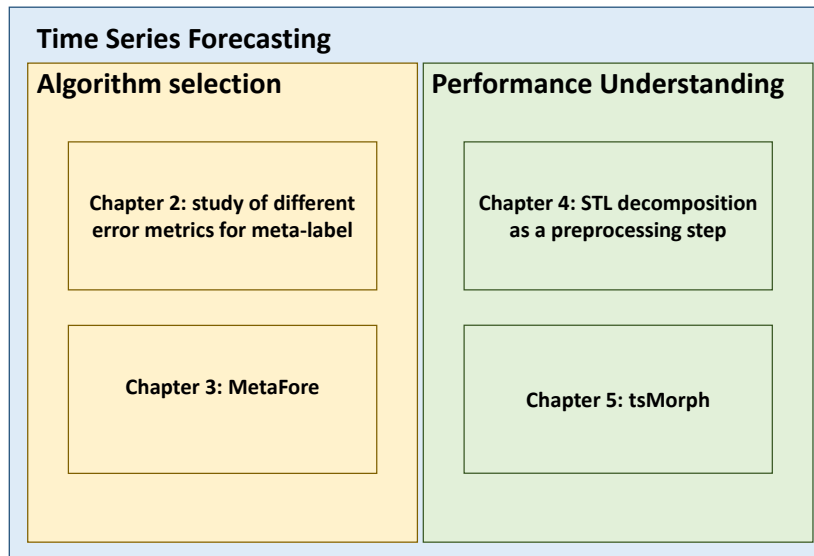 Time Series Forecasting
Algorithm selection
Chapter 2: study of different
error metrics for meta-label
Chapter 3: MetaFore
Performance Understanding
Chapter 4: STL decomposition
as a preprocessing step
Chapter 5: tsMorph